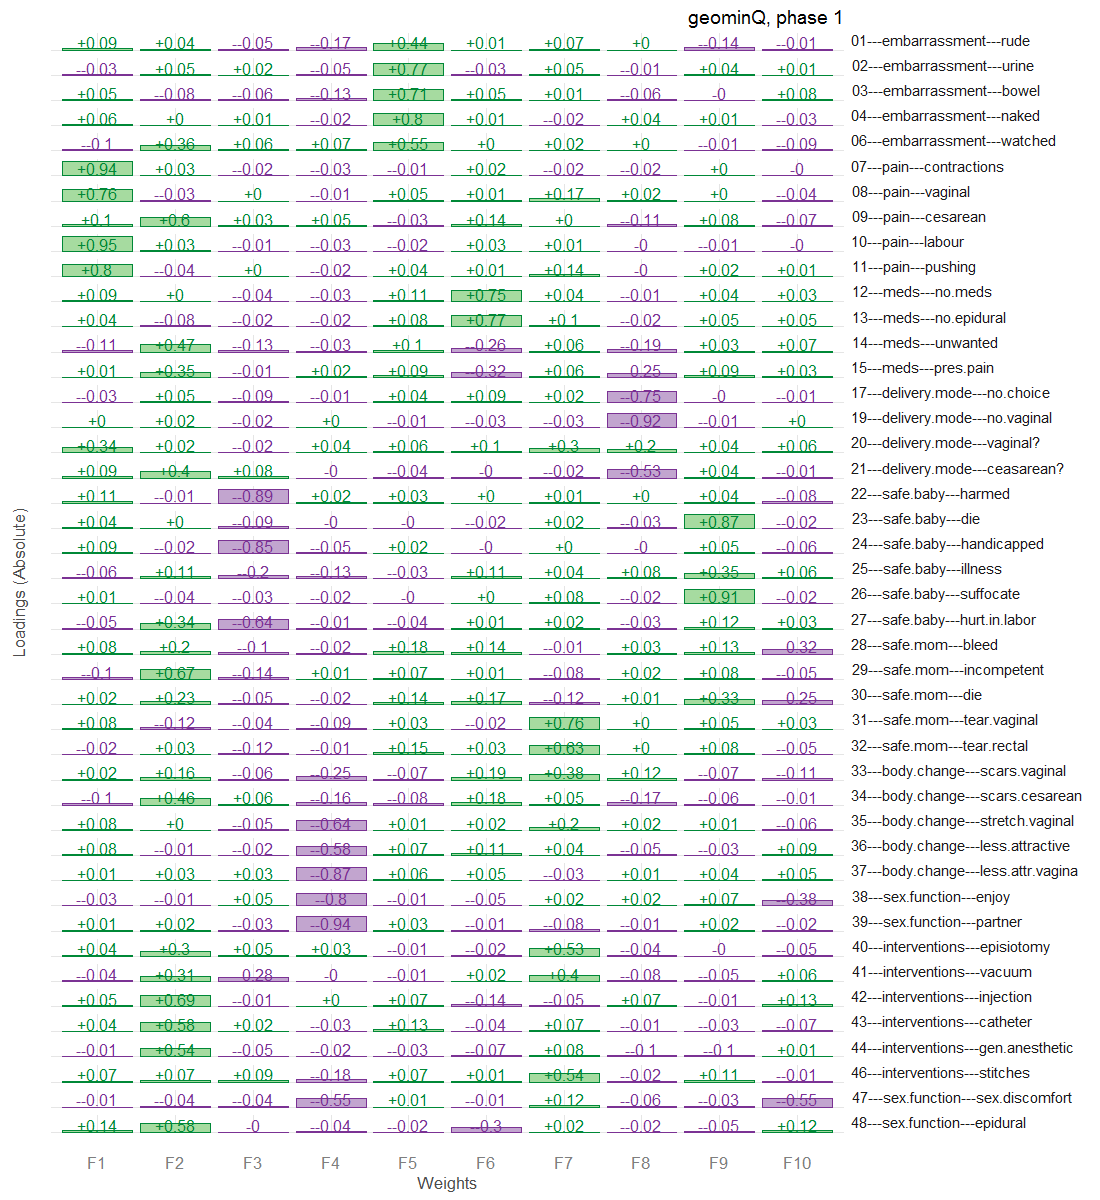 geominQ, phase 1
+0.09 +0.04 --0.05 --0.17 +0.44 +0.01 +0.07 +0 --0.14 --0.01 01---embarrassment---rude
--0.03 +0.05 +0.02 --0.05 +0.77 --0.03 +0.05 --0.01 +0.04 +0.01 02---embarrassment---urine
+0.05 --0.08 --0.06 --0.13 +0.71 +0.05 +0.01 --0.06 -0 +0.08 03---embarrassment---bowel
+0.06 +0 +0.01 --0.02 +0.8 +0.01 --0.02 +0.04 +0.01 --0.03 04---embarrassment---naked
--0.1 +0.36 +0.06 +0.07 +0.55 +0 +0.02 +0 --0.01 --0.09 06---embarrassment---watched
+0.94 +0.03 --0.02 --0.03 --0.01 +0.02 --0.02 --0.02 +0 -0 07---pain---contractions
+0.76 --0.03 +0 --0.01 +0.05 +0.01 +0.17 +0.02 +0 --0.04 08---pain---vaginal
+0.1 +0.6 +0.03 +0.05 --0.03 +0.14 +0 --0.11 +0.08 --0.07 09---pain---cesarean
+0.95 +0.03 --0.01 --0.03 --0.02 +0.03 +0.01 -0 --0.01 -0 10---pain---labour
+0.8 --0.04 +0 --0.02 +0.04 +0.01 +0.14 -0 +0.02 +0.01 11---pain---pushing
+0.09 +0 --0.04 --0.03 +0.11 +0.75 +0.04 --0.01 +0.04 +0.03 12---meds---no.meds
+0.04 --0.08 --0.02 --0.02 +0.08 +0.77 +0.1 --0.02 +0.05 +0.05 13---meds---no.epidural
--0.11 +0.47 --0.13 --0.03 +0.1 --0.26 +0.06 --0.19 +0.03 +0.07 14---meds---unwanted
+0.01 +0.35 --0.01 +0.02 +0.09 --0.32 +0.06 --0.25 +0.09 +0.03 15---meds---pres.pain
--0.03 +0.05 --0.09 --0.01 +0.04 +0.09 +0.02 --0.75 -0 --0.01 17---delivery.mode---no.choice
+0 +0.02 --0.02 +0 --0.01 --0.03 --0.03 --0.92 --0.01 +0 19---delivery.mode---no.vaginal
+0.34 +0.02 --0.02 +0.04 +0.06 +0.1 +0.3 +0.2 +0.04 +0.06 20---delivery.mode---vaginal?
+0.09 +0.4 +0.08 -0 --0.04 -0 --0.02 --0.53 +0.04 --0.01 21---delivery.mode---ceasarean?
+0.11 --0.01 --0.89 +0.02 +0.03 +0 +0.01 +0 +0.04 --0.08 22---safe.baby---harmed
+0.04 +0 --0.09 -0 -0 --0.02 +0.02 --0.03 +0.87 --0.02 23---safe.baby---die
+0.09 --0.02 --0.85 --0.05 +0.02 -0 +0 -0 +0.05 --0.06 24---safe.baby---handicapped
--0.06 +0.11 --0.2 --0.13 --0.03 +0.11 +0.04 +0.08 +0.35 +0.06 25---safe.baby---illness
+0.01 --0.04 --0.03 --0.02 -0 +0 +0.08 --0.02 +0.91 --0.02 26---safe.baby---suffocate
--0.05 +0.34 --0.64 --0.01 --0.04 +0.01 +0.02 --0.03 +0.12 +0.03 27---safe.baby---hurt.in.labor
+0.08 +0.2 --0.1 --0.02 +0.18 +0.14 --0.01 +0.03 +0.13 --0.32 28---safe.mom---bleed
--0.1 +0.67 --0.14 +0.01 +0.07 +0.01 --0.08 +0.02 +0.08 --0.05 29---safe.mom---incompetent
+0.02 +0.23 --0.05 --0.02 +0.14 +0.17 --0.12 +0.01 +0.33 --0.25 30---safe.mom---die
+0.08 --0.12 --0.04 --0.09 +0.03 --0.02 +0.76 +0 +0.05 +0.03 31---safe.mom---tear.vaginal
--0.02 +0.03 --0.12 --0.01 +0.15 +0.03 +0.63 +0 +0.08 --0.05 32---safe.mom---tear.rectal
+0.02 +0.16 --0.06 --0.25 --0.07 +0.19 +0.38 +0.12 --0.07 --0.11 33---body.change---scars.vaginal
--0.1 +0.46 +0.06 --0.16 --0.08 +0.18 +0.05 --0.17 --0.06 --0.01 34---body.change---scars.cesarean
+0.08 +0 --0.05 --0.64 +0.01 +0.02 +0.2 +0.02 +0.01 --0.06 35---body.change---stretch.vaginal
+0.08 --0.01 --0.02 --0.58 +0.07 +0.11 +0.04 --0.05 --0.03 +0.09 36---body.change---less.attractive
+0.01 +0.03 +0.03 --0.87 +0.06 +0.05 --0.03 +0.01 +0.04 +0.05 37---body.change---less.attr.vagina
--0.03 --0.01 +0.05 --0.8 --0.01 --0.05 +0.02 +0.02 +0.07 --0.38 38---sex.function---enjoy
+0.01 +0.02 --0.03 --0.94 +0.03 --0.01 --0.08 --0.01 +0.02 --0.02 39---sex.function---partner
+0.04 +0.3 +0.05 +0.03 --0.01 --0.02 +0.53 --0.04 -0 --0.05 40---interventions---episiotomy
--0.04 +0.31 --0.28 -0 --0.01 +0.02 +0.4 --0.08 --0.05 +0.06 41---interventions---vacuum
+0.05 +0.69 --0.01 +0 +0.07 --0.14 --0.05 +0.07 --0.01 +0.13 42---interventions---injection
+0.04 +0.58 +0.02 --0.03 +0.13 --0.04 +0.07 --0.01 --0.03 --0.07 43---interventions---catheter
--0.01 +0.54 --0.05 --0.02 --0.03 --0.07 +0.08 --0.1 --0.1 +0.01 44---interventions---gen.anesthetic
+0.07 +0.07 +0.09 --0.18 +0.07 +0.01 +0.54 --0.02 +0.11 --0.01 46---interventions---stitches
--0.01 --0.04 --0.04 --0.55 +0.01 --0.01 +0.12 --0.06 --0.03 --0.55 47---sex.function---sex.discomfort
+0.14 +0.58 -0 --0.04 --0.02 --0.3 +0.02 --0.02 --0.05 +0.12 48---sex.function---epidural
F1 F2 F3 F4 F5 F6 F7 F8 F9 F10
Weights
Loadings (Absolute)